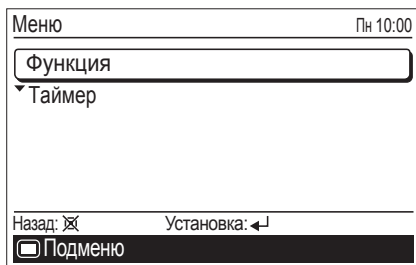 Меню Пн 10:00
Функция
Таймер
Назад: Установка:
Подменю